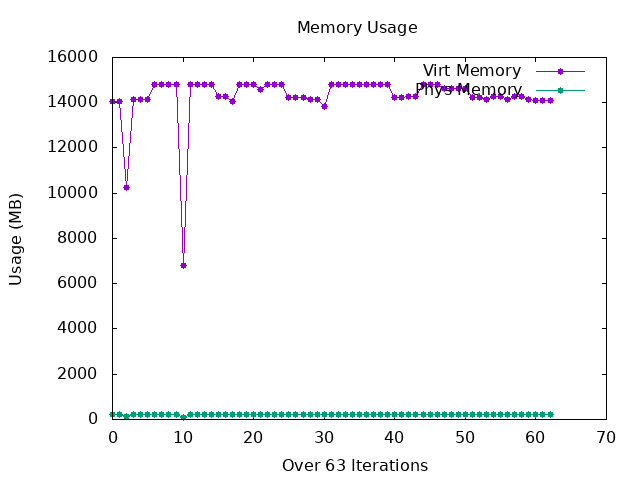 Memory Usage
16000
14000
12000
10000
8000
6000
4000
2000
0
Usage (MB)
Virt Memory
Phys Memory
0 10 20 30 40 50 60 70
Over 63 Iterations